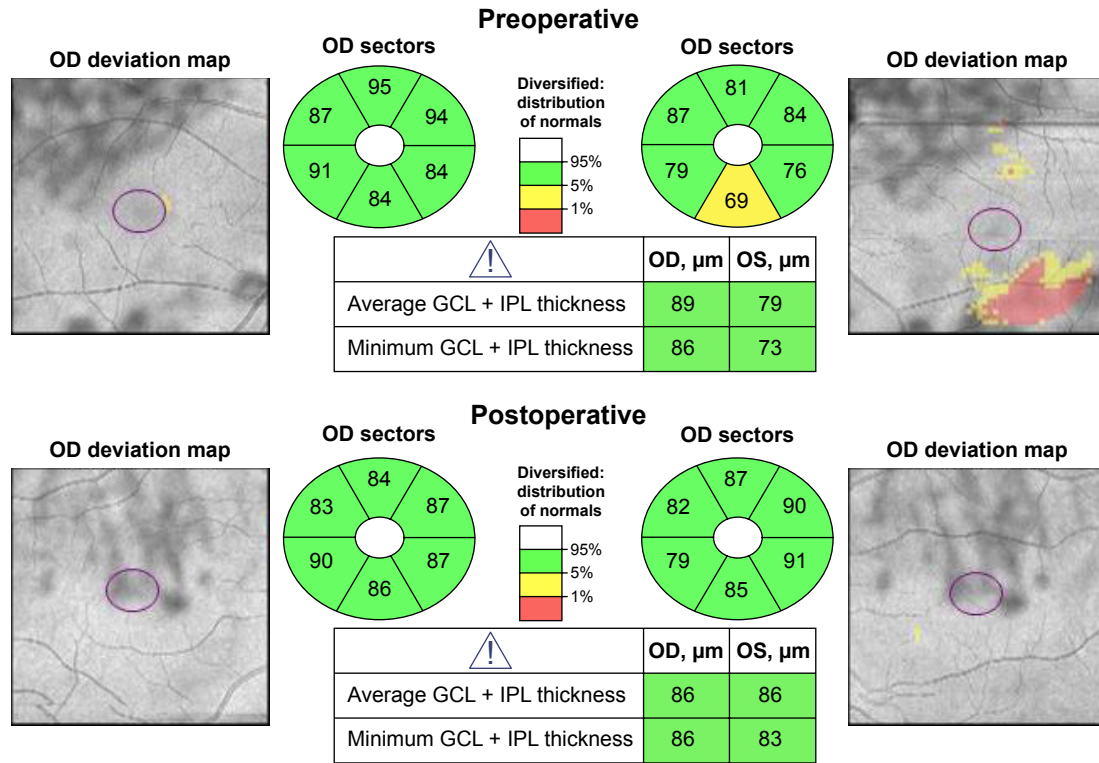 Preoperative
OD deviation map
OD sectors
95
94
84
84
91
87
Diversified:
distribution
of normals
95%
5%
1%
OD sectors
81
84
76
69
79
87
OD deviation map
OD, µm OS, µm
Average GCL + IPL thickness 89 79
Minimum GCL + IPL thickness 86 73
Postoperative
OD deviation map
OD sectors
84
87
87
86
90
83
Diversified:
distribution
of normals
95%
5%
1%
OD sectors
87
90
91
85
79
82
OD deviation map
! OD, µm OS, µm
Average GCL + IPL thickness 86 86
Minimum GCL + IPL thickness 86 83